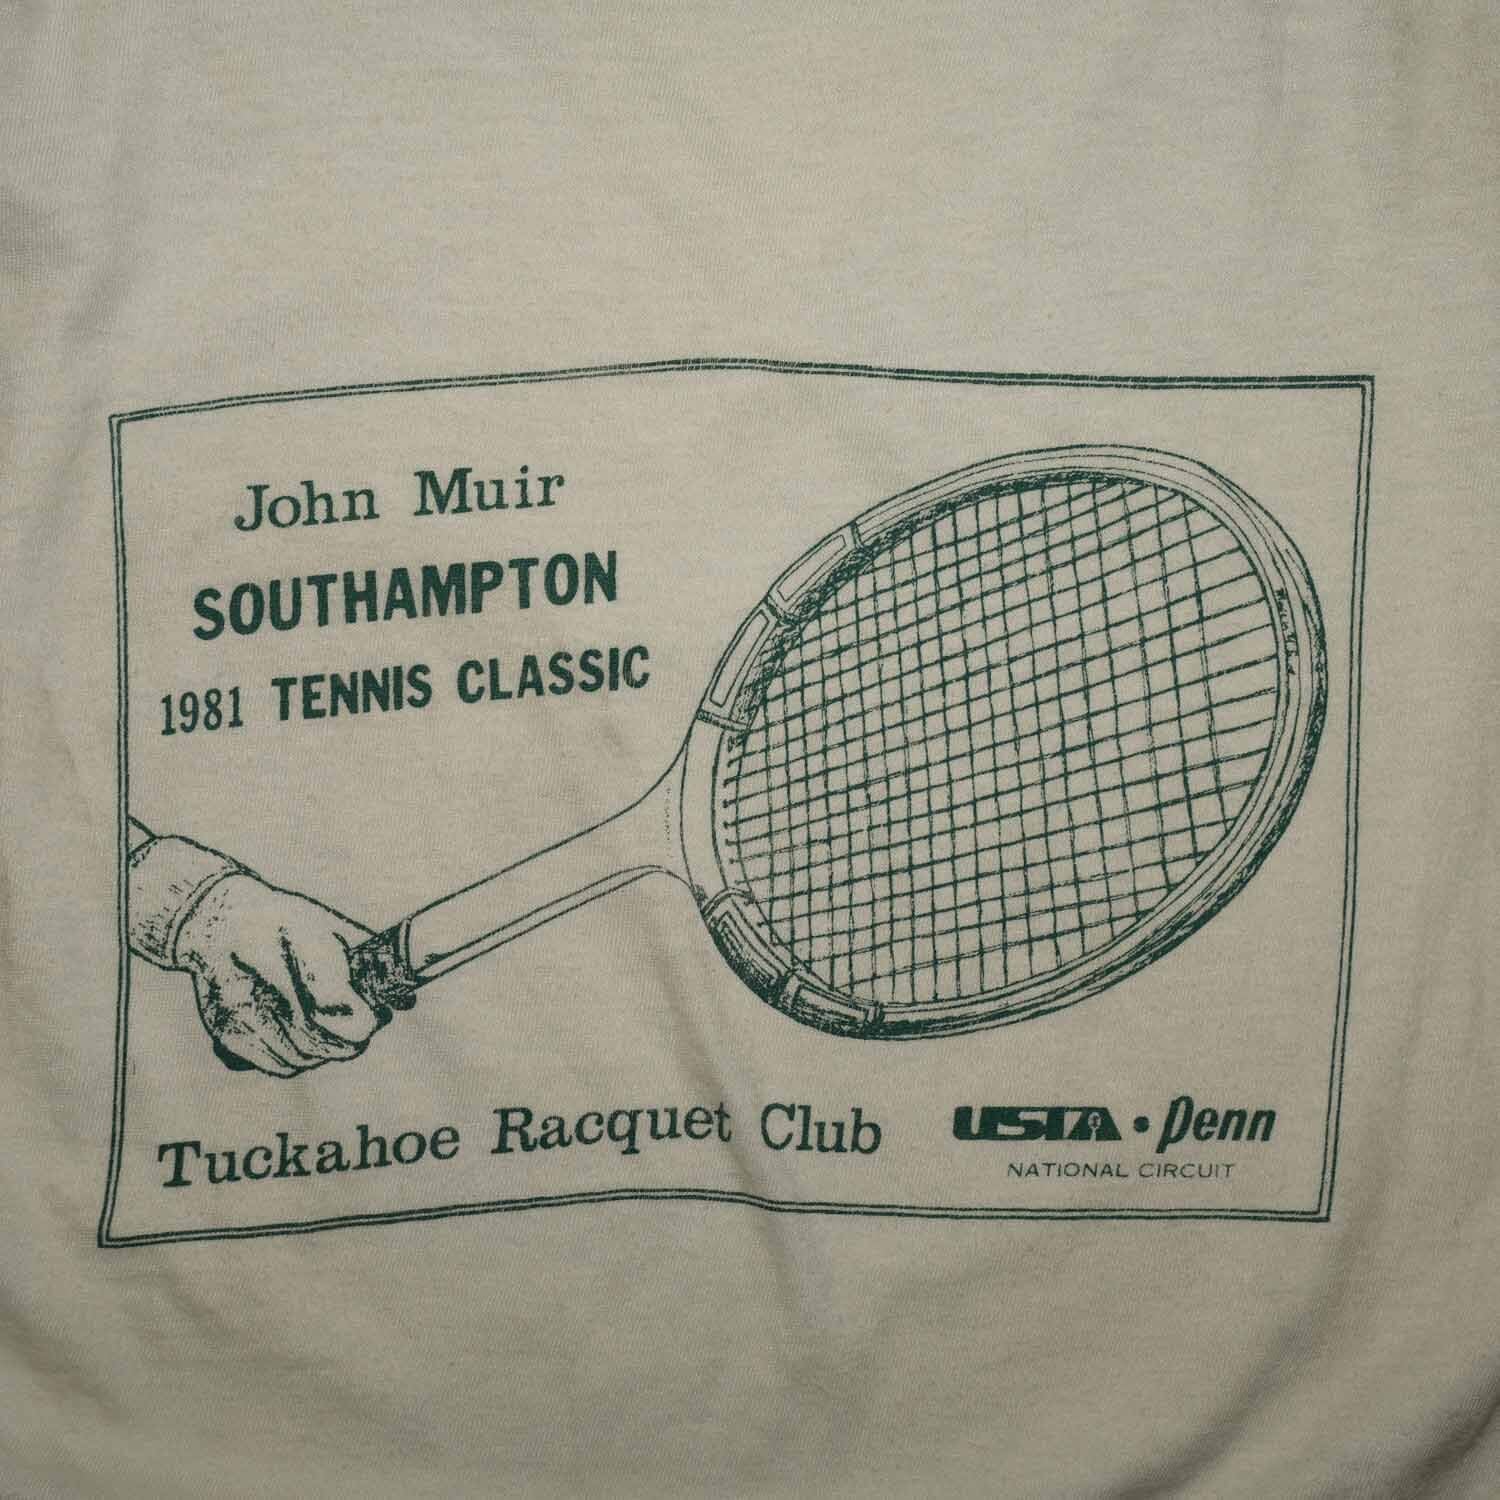 John Muir
SOUTHAMPTON
1981 TENNIS CLASSIC
Tuckahoe Racquet Club
USTA • Penn
NATIONAL CIRCUIT